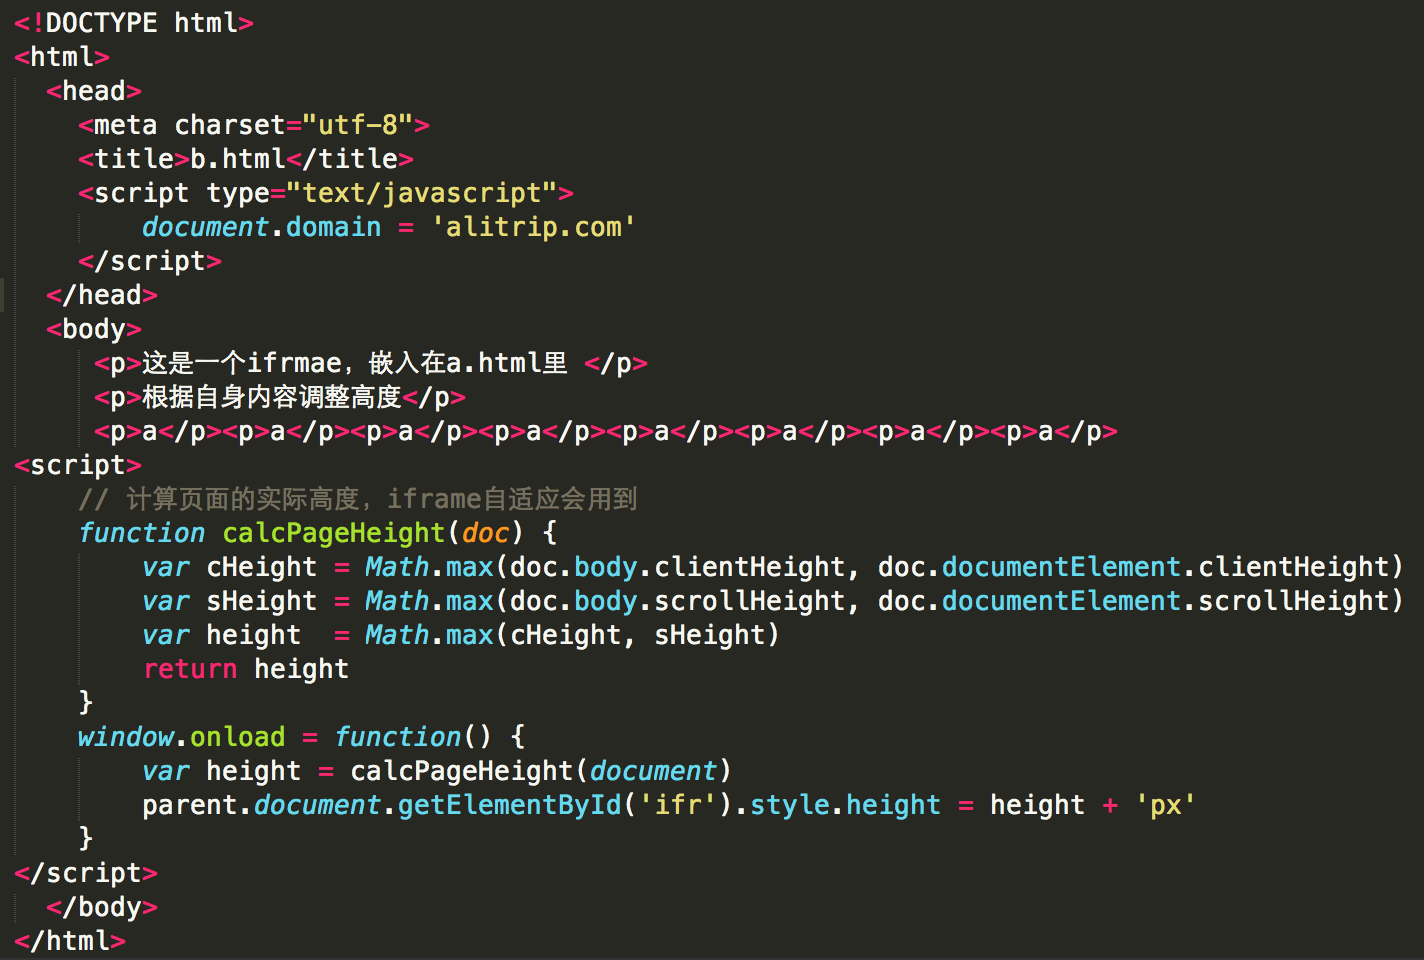 <!DOCTYPE html>
<html>
  <head>
    <meta charset="utf-8">
    <title>b.html</title>
    <script type="text/javascript">
        document.domain = 'alitrip.com'
    </script>
  </head>
  <body>
     <p>这是一个ifrmae，嵌入在a.html里 </p>
     <p>根据自身内容调整高度</p>
     <p>a</p><p>a</p><p>a</p><p>a</p><p>a</p><p>a</p><p>a</p><p>a</p>
<script>
    // 计算页面的实际高度，iframe自适应会用到
    function calcPageHeight(doc) {
        var cHeight = Math.max(doc.body.clientHeight, doc.documentElement.clientHeight)
        var sHeight = Math.max(doc.body.scrollHeight, doc.documentElement.scrollHeight)
        var height  = Math.max(cHeight, sHeight)
        return height
    }
    window.onload = function() {
        var height = calcPageHeight(document)
        parent.document.getElementById('ifr').style.height = height + 'px'
    }
</script>
  </body>
</html>